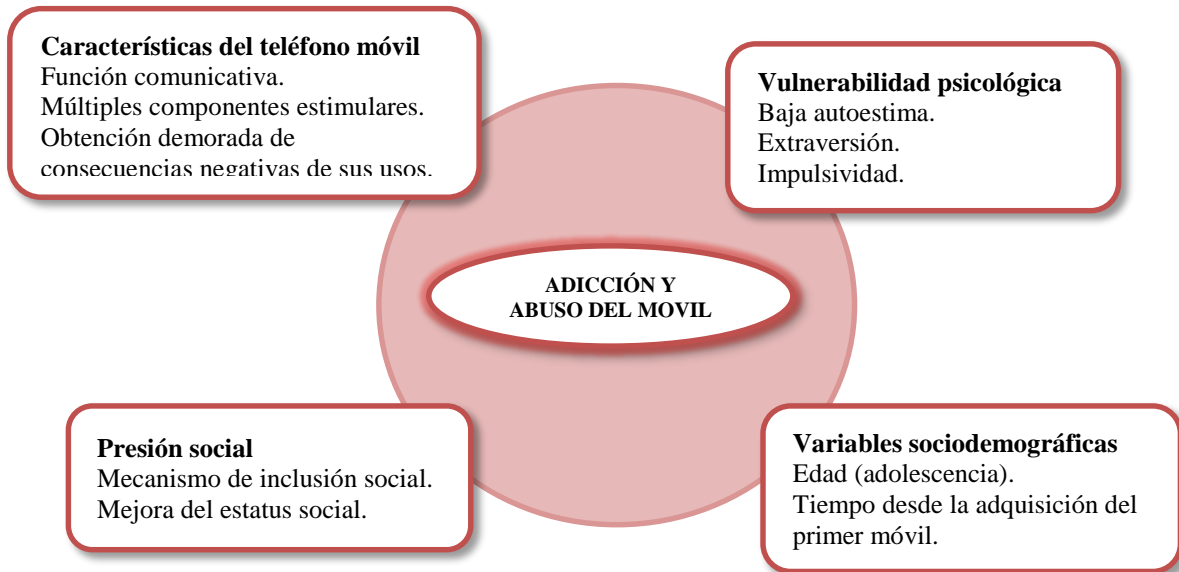 Características del teléfono móvil
Función comunicativa.
Múltiples componentes estimulares.
Obtención demorada de
consecuencias negativas de sus usos.
Vulnerabilidad psicológica
Baja autoestima.
Extraversión.
Impulsividad.
ADICCIÓN Y
ABUSO DEL MOVIL
Presión social
Mecanismo de inclusión social.
Mejora del estatus social.
Variables sociodemográficas
Edad (adolescencia).
Tiempo desde la adquisición del
primer móvil.